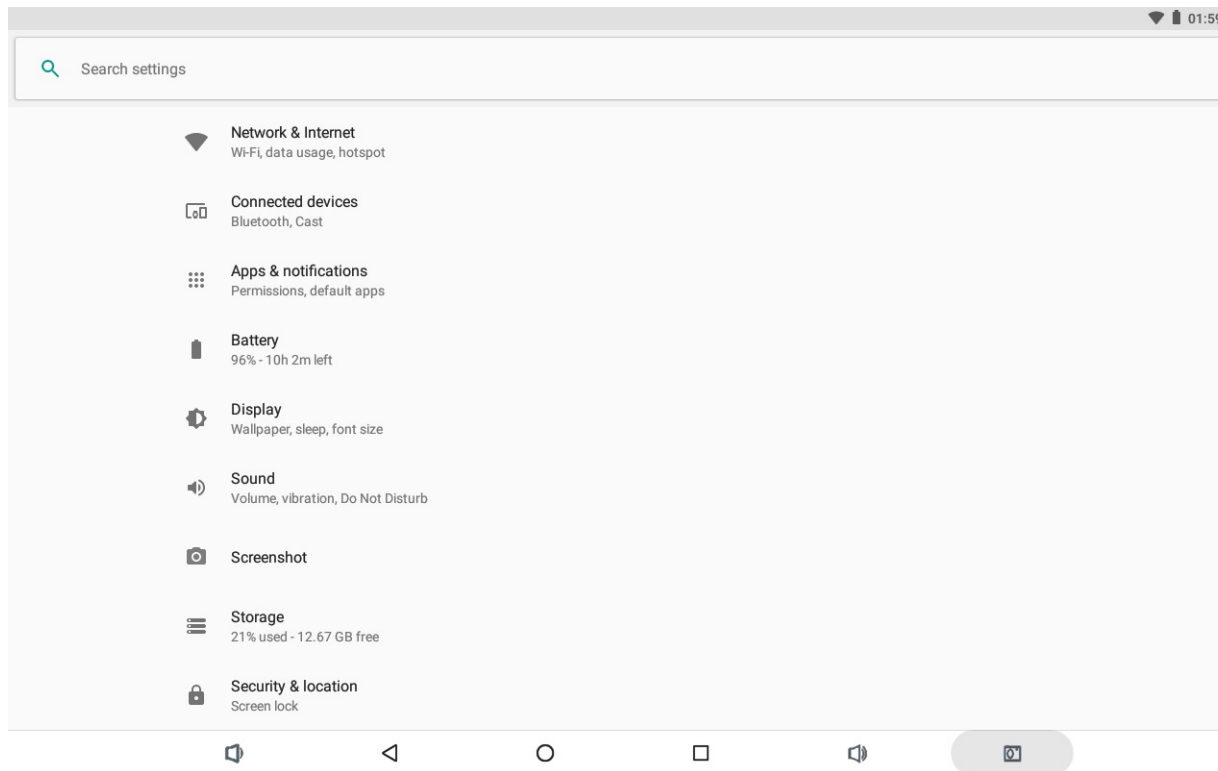 01:59
Search settings
Network & Internet
Wi-Fi, data usage, hotspot
Connected devices
Bluetooth, Cast
Apps & notifications
Permissions, default apps
Battery
96% - 10h 2m left
Display
Wallpaper, sleep, font size
Sound
Volume, vibration, Do Not Disturb
Screenshot
Storage
21% used - 12.67 GB free
Security & location
Screen lock